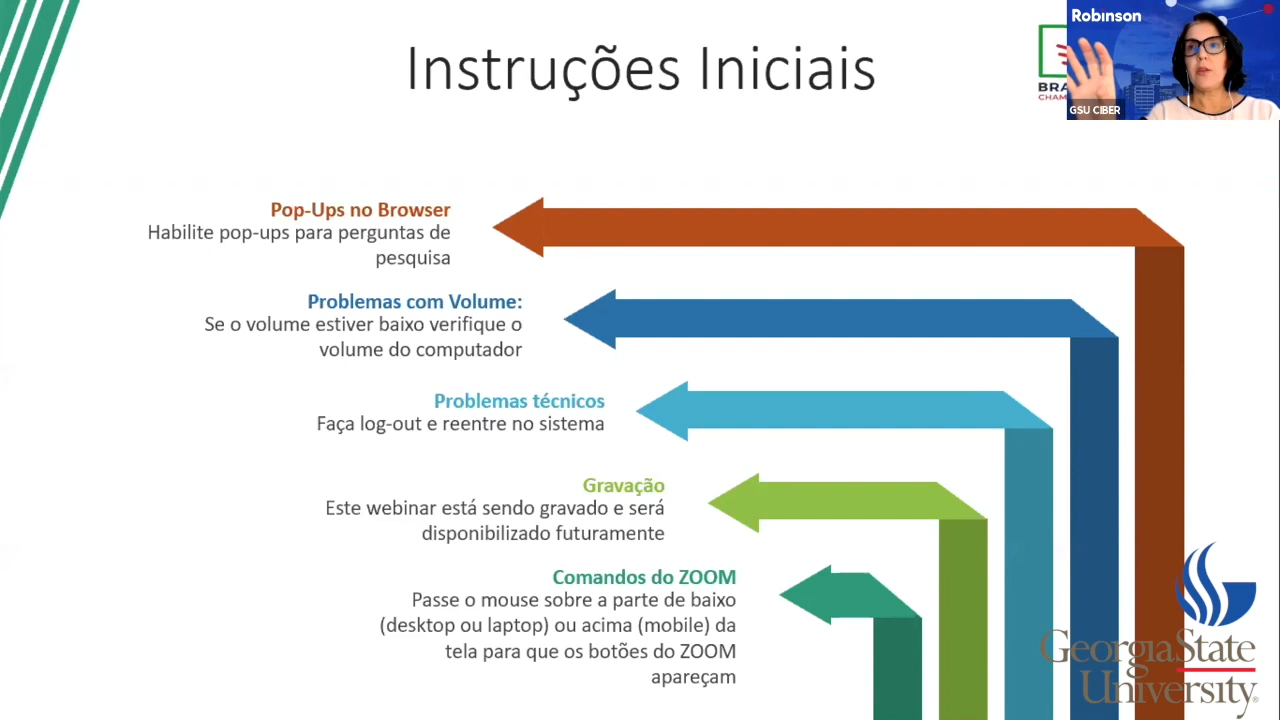 Instruções Iniciais
Robinson
GSU CIBER
Pop-Ups no Browser
Habilite pop-ups para perguntas de
pesquisa
Problemas com Volume:
Se o volume estiver baixo verifique o
volume do computador
Problemas técnicos
Faça log-out e reentre no sistema
Gravação
Este webinar está sendo gravado e será
disponibilizado futuramente
Comandos do ZOOM
Passe o mouse sobre a parte de baixo
(desktop ou laptop) ou acima (mobile) da
tela para que os botões do ZOOM
apareçam
GeorgiaState
University®